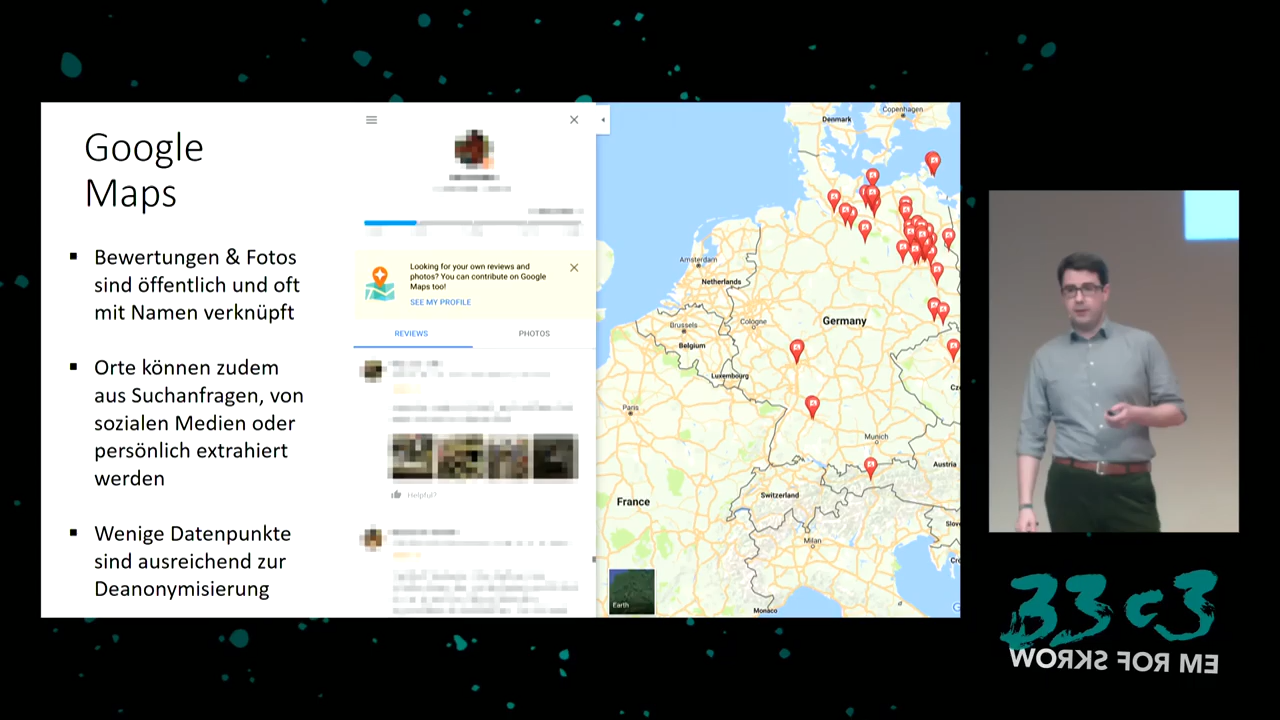 Google
Maps
Bewertungen & Fotos
sind öffentlich und oft
mit Namen verknüpft
Orte können zudem
aus Suchanfragen, von
sozialen Medien oder
persönlich extrahiert
werden
Wenige Datenpunkte
sind ausreichend zur
Deanonymisierung
Looking for your own reviews and
photos? You can contribute on Google
Maps too!
SEE MY PROFILE
REVIEWS
PHOTOS
Helpful?
Copenhagen
Denmark
Amsterdam
Netherlands
Brussels
Cologne
Germany
Belgium
Luxembourg
Paris
Munich
Austria
France
Switzerland
Milan
Monaco
Earth
33c3
WORKS FOR ME